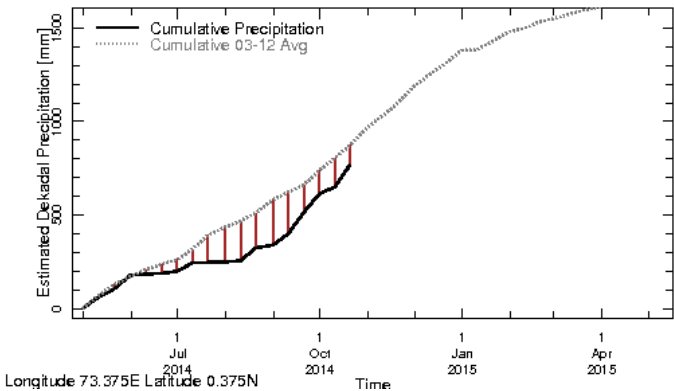 Cumulative Precipitation
Cumulative 03-12 Avg
Estimated Dekadal Precipitation [mm]
1500
1000
500
0
1 Jul 2014
1 Oct 2014
1 Jan 2015
1 Apr 2015
Time
Longitude 73.375E Latitude 0.375N